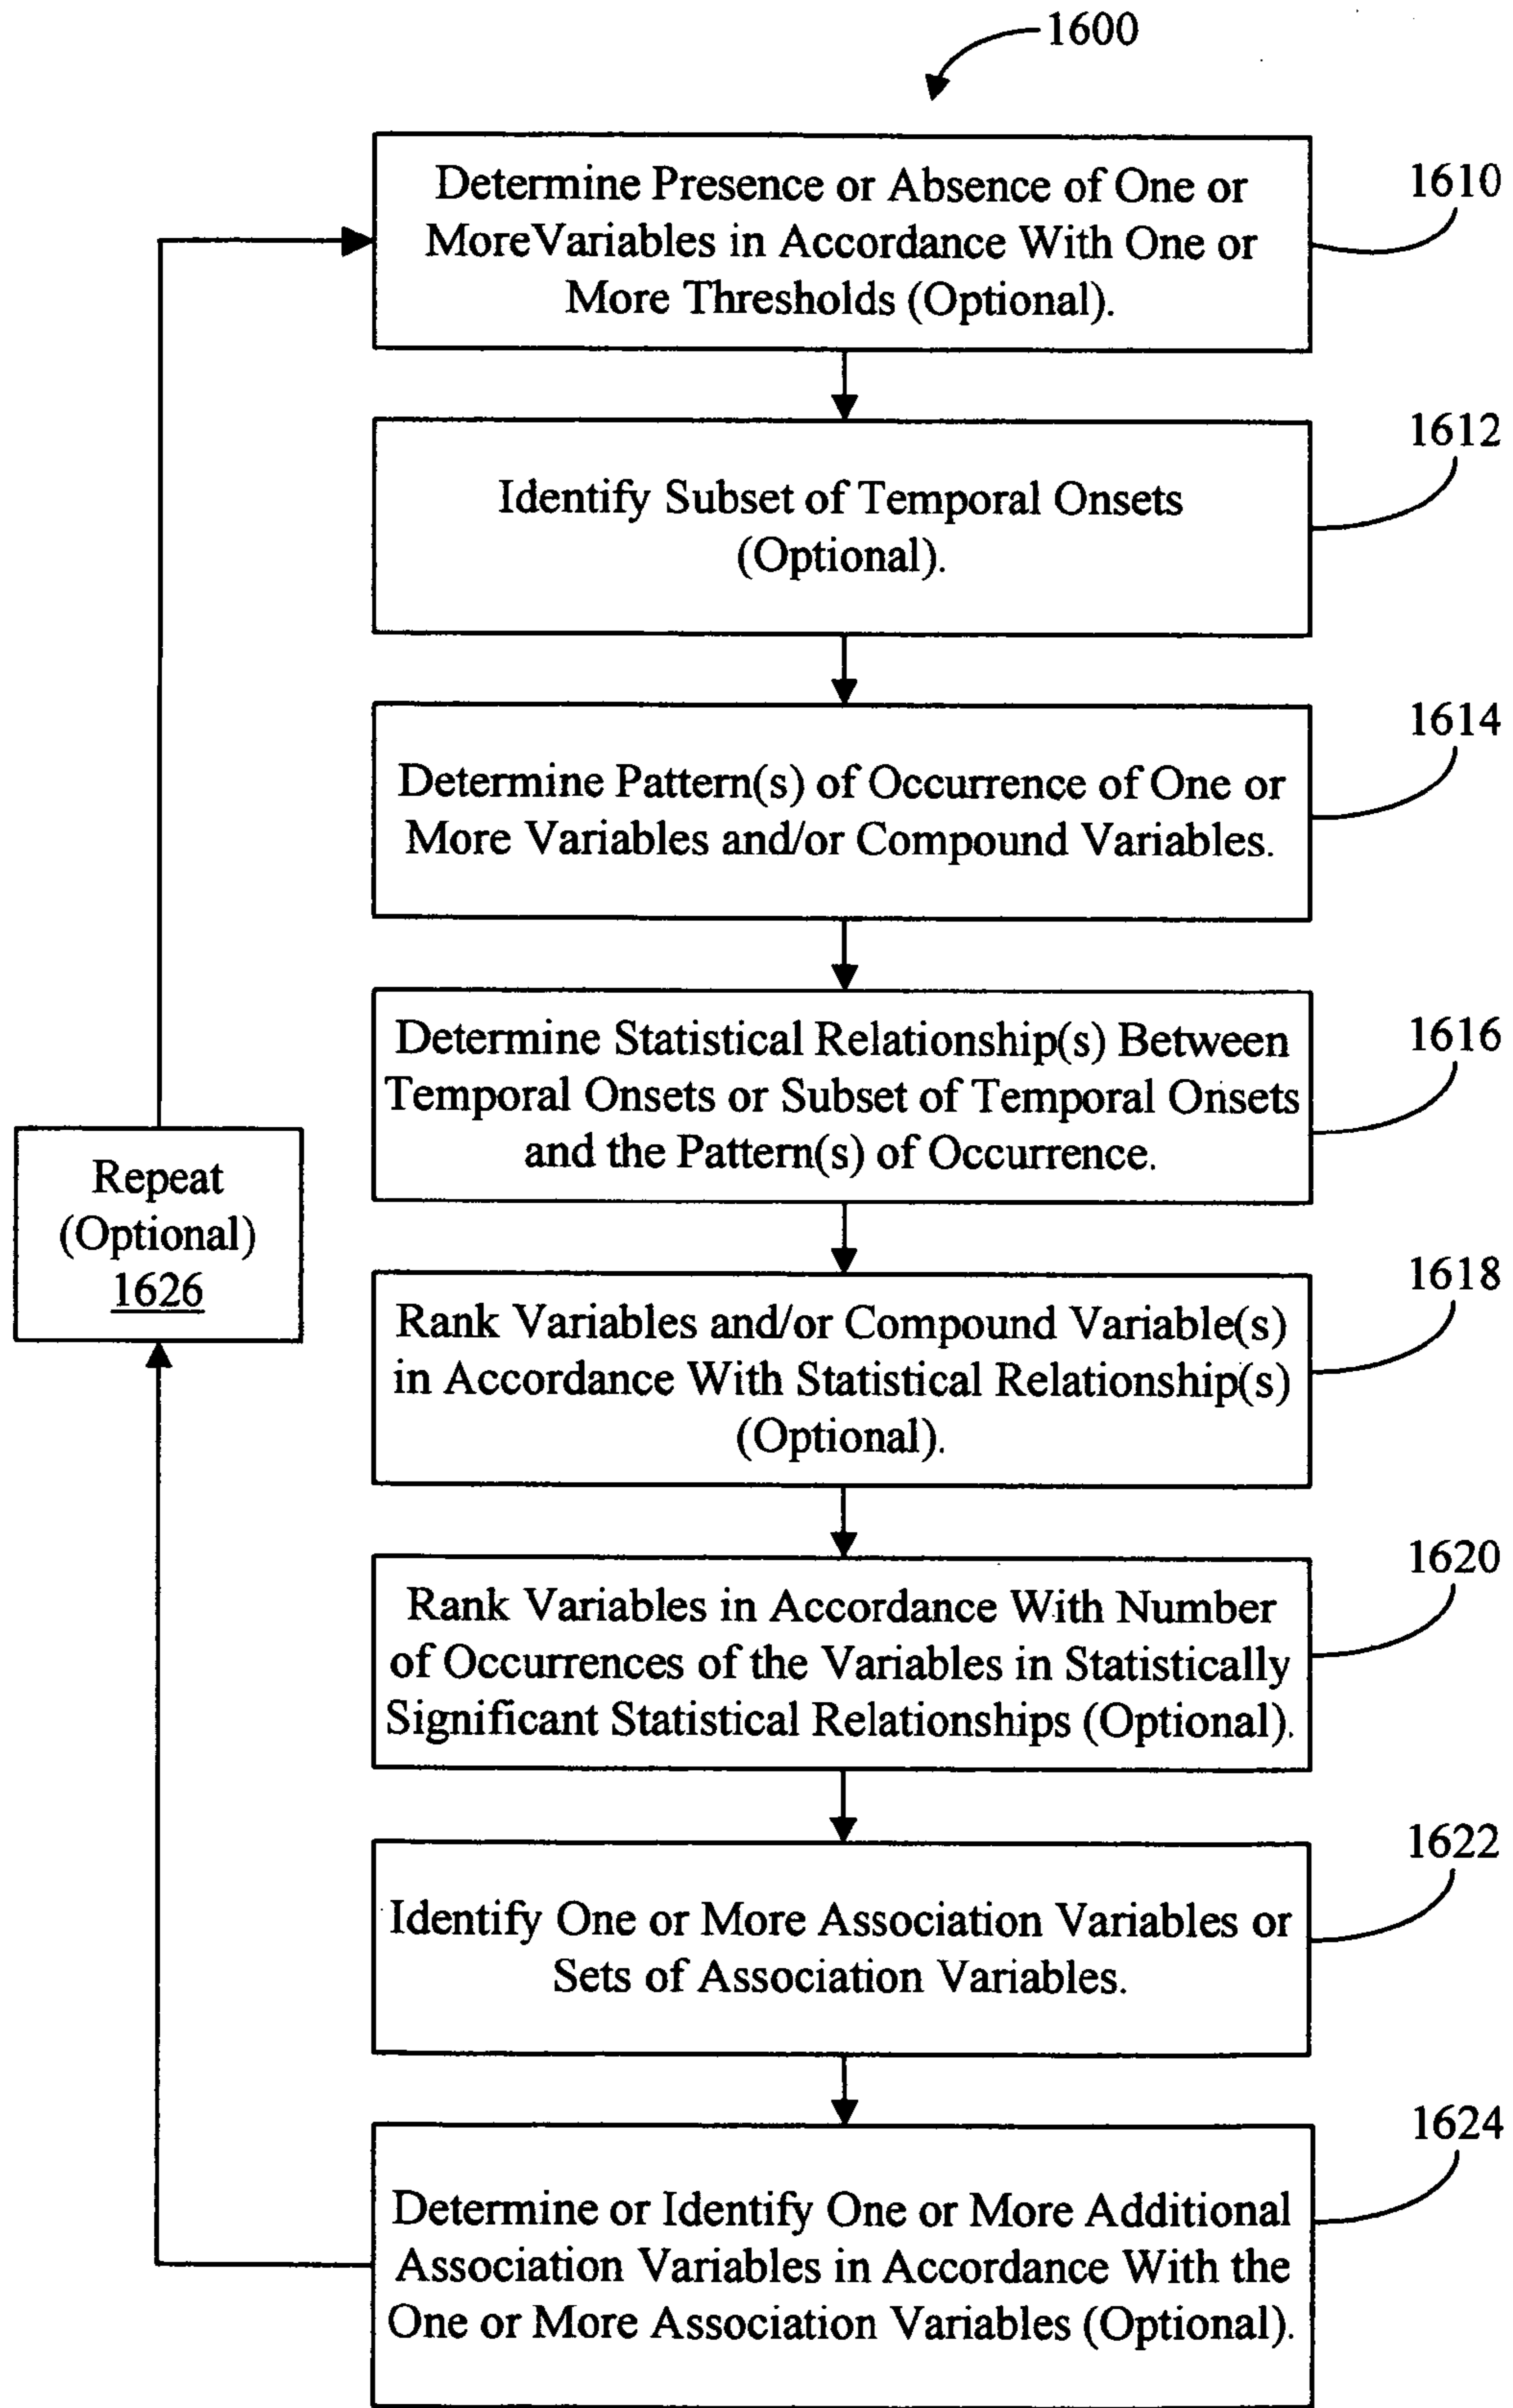 1600
Determine Presence or Absence of One or
MoreVariables in Accordance With One or
More Thresholds (Optional).
1610
Identify Subset of Temporal Onsets
(Optional).
1612
Determine Pattern(s) of Occurrence of One or
More Variables and/or Compound Variables.
1614
Determine Statistical Relationship(s) Between
Temporal Onsets or Subset of Temporal Onsets
and the Pattern(s) of Occurrence.
1616
Repeat
(Optional)
1626
Rank Variables and/or Compound Variable(s)
in Accordance With Statistical Relationship(s)
(Optional).
1618
Rank Variables in Accordance With Number
of Occurrences of the Variables in Statistically
Significant Statistical Relationships (Optional).
1620
Identify One or More Association Variables or
Sets of Association Variables.
1622
Determine or Identify One or More Additional
Association Variables in Accordance With the
One or More Association Variables (Optional).
1624